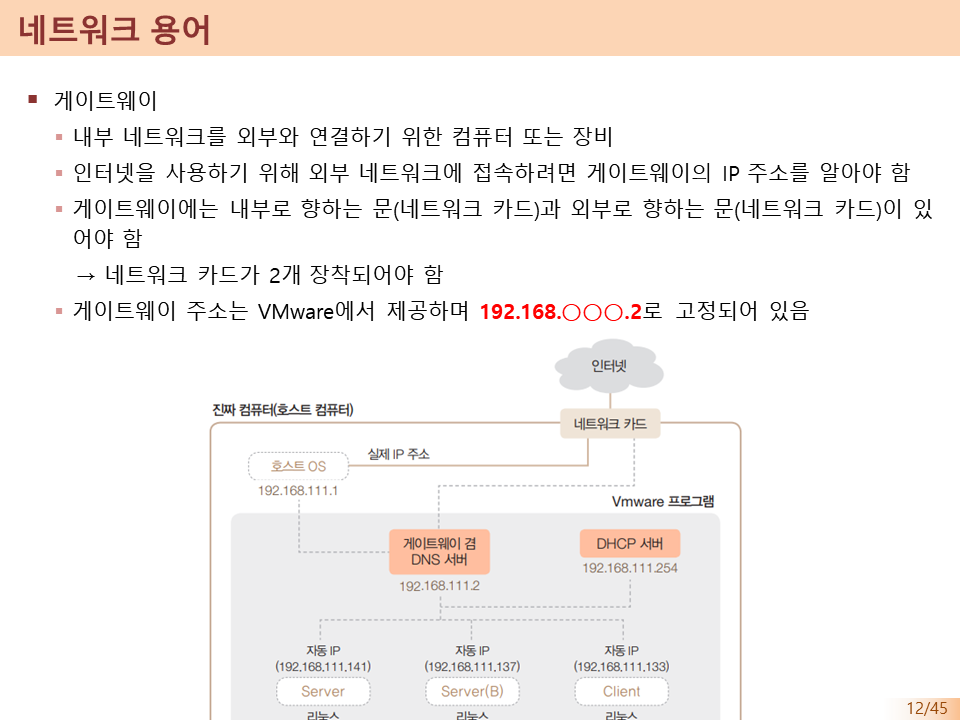 네트워크 용어
게이트웨이
내부 네트워크를 외부와 연결하기 위한 컴퓨터 또는 장비
인터넷을 사용하기 위해 외부 네트워크에 접속하려면 게이트웨이의 IP 주소를 알아야 함
게이트웨이에는 내부로 향하는 문(네트워크 카드)과 외부로 향하는 문(네트워크 카드)이 있
어야 함
→ 네트워크 카드가 2개 장착되어야 함
게이트웨이 주소는 VMware에서 제공하며 192.168.○○○.2로 고정되어 있음
인터넷
진짜 컴퓨터(호스트 컴퓨터)
네트워크 카드
실제 IP 주소
호스트 OS
192.168.111.1
Vmware 프로그램
게이트웨이 겸
DNS 서버
192.168.111.2
DHCP 서버
192.168.111.254
자동 IP
(192.168.111.141)
Server
리눅스
자동 IP
(192.168.111.137)
Server(B)
리눅스
자동 IP
(192.168.111.133)
Client
리눅스
12/45